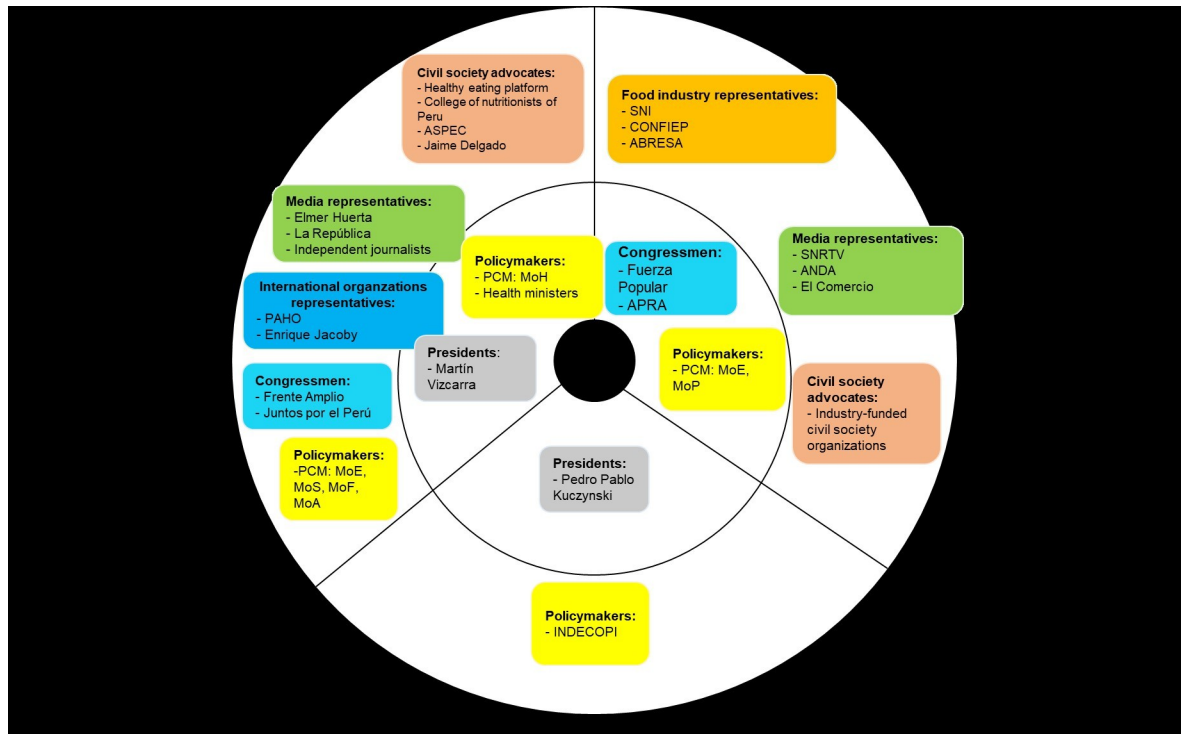 Civil society advocates:
- Healthy eating platform
- College of nutritionists of
Peru
- ASPEC
- Jaime Delgado
Food industry representatives:
- SNI
- CONFIEP
- ABRESA
Media representatives:
- Elmer Huerta
- La República
- Independent journalists
Policymakers:
- PCM: MoH
- Health ministers
Congressmen:
- Fuerza
Popular
- APRA
Media representatives:
- SNRTV
- ANDA
- El Comercio
International organzations
representatives:
- PAHO
- Enrique Jacoby
Presidents:
- Martín
Vizcarra
Policymakers:
- PCM: MoE,
MoP
Congressmen:
- Frente Amplio
- Juntos por el Perú
Civil society
advocates:
- Industry-funded
civil society
organizations
Policymakers:
-PCM: MoE,
MoS, MoF,
MoA
Presidents:
- Pedro Pablo
Kuczynski
Policymakers:
- INDECOPI